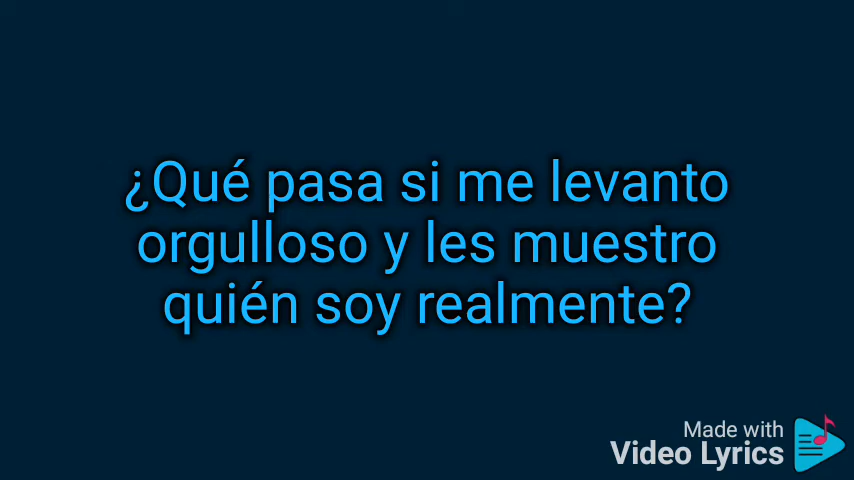 ¿Qué pasa si me levanto
orgulloso y les muestro
quién soy realmente?
Made with
Video Lyrics